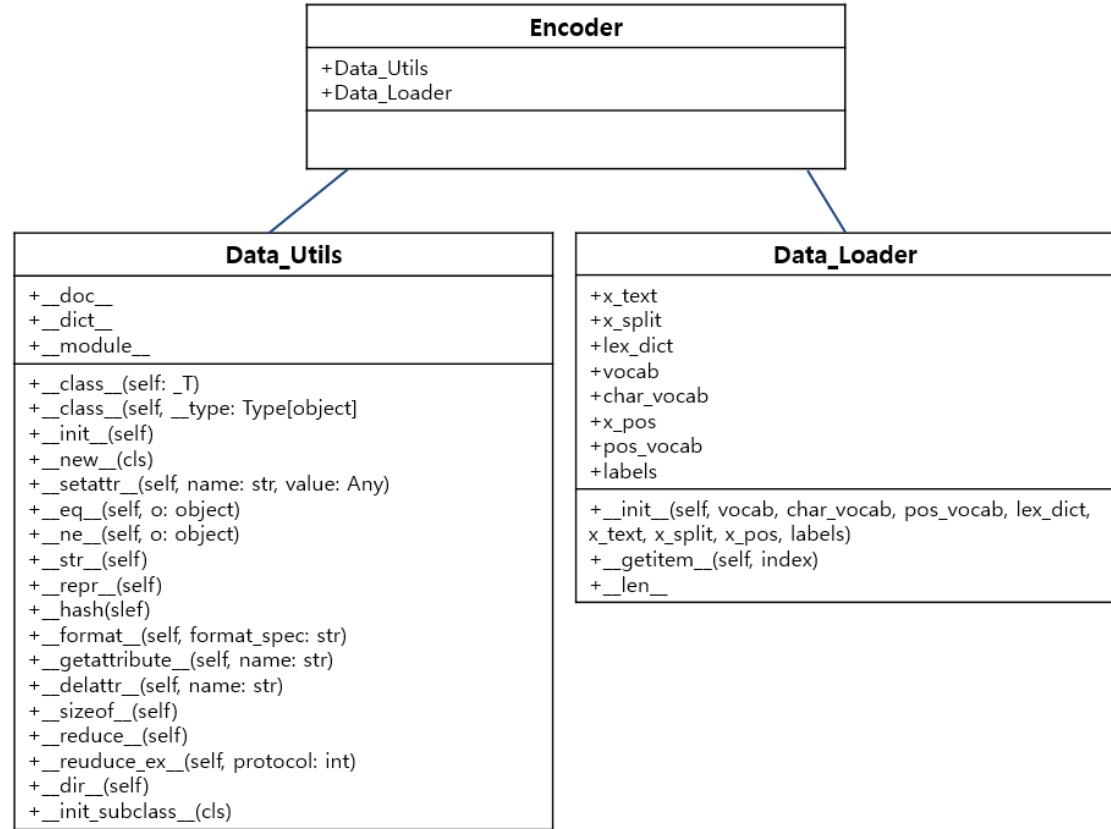 Encoder
+Data_Utils
+Data_Loader
Data_Utils
+__doc__
+__dict__
+__module__
+__class__(self: _T)
+__class__(self, __type: Type[object]
+__init__(self)
+__new__(cls)
+__setattr__(self, name: str, value: Any)
+__eq__(self, o: object)
+__ne__(self, o: object)
+__str__(self)
+__repr__(self)
+__hash(slef)
+__format__(self, format_spec: str)
+__getattribute__(self, name: str)
+__delattr__(self, name: str)
+__sizeof__(self)
+__reduce__(self)
+__reuduce_ex__(self, protocol: int)
+__dir__(self)
+__init_subclass__(cls)
Data_Loader
+x_text
+x_split
+lex_dict
+vocab
+char_vocab
+x_pos
+pos_vocab
+labels
+__init__(self, vocab, char_vocab, pos_vocab, lex_dict,
x_text, x_split, x_pos, labels)
+__getitem__(self, index)
+__len__